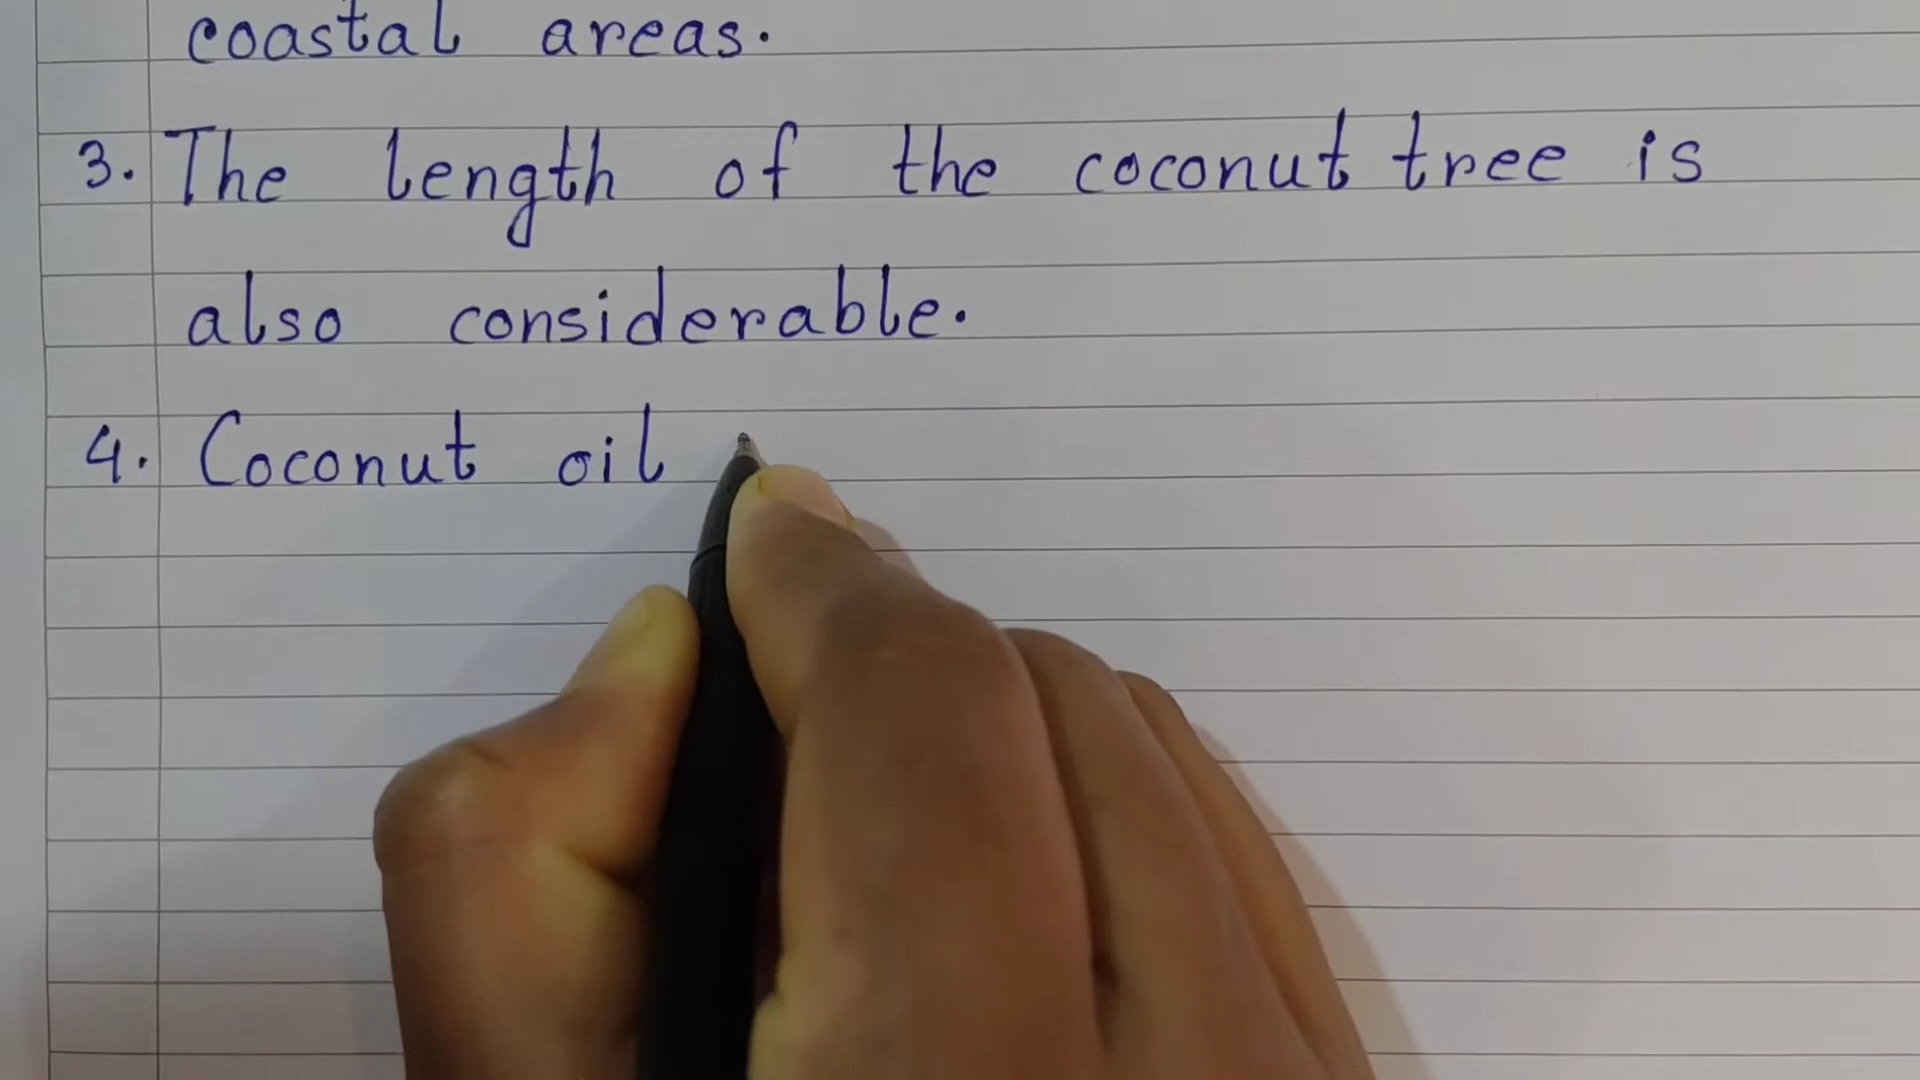 coastal areas.
3. The length of the coconut tree is
also considerable.
4. Coconut oil